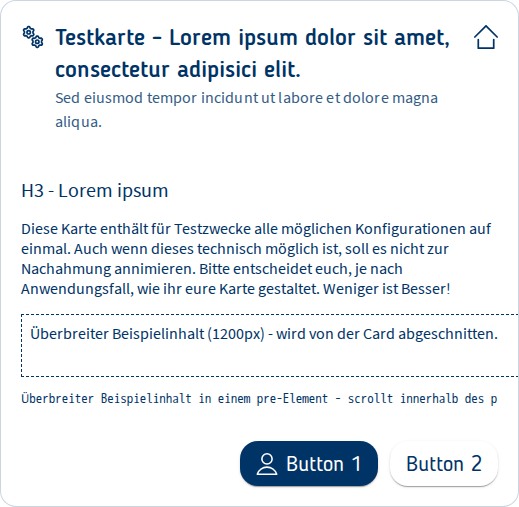 Testkarte – Lorem ipsum dolor sit amet,
consectetur adipisici elit.
Sed eiusmod tempor incidunt ut labore et dolore magna
aliqua.
H3 - Lorem ipsum
Diese Karte enthält für Testzwecke alle möglichen Konfigurationen auf
einmal. Auch wenn dieses technisch möglich ist, soll es nicht zur
Nachahmung animieren. Bitte entscheidet euch, je nach
Anwendungsfall, wie ihr eure Karte gestaltet. Weniger ist Besser!
Überbreiter Beispielinhalt (1200px) - wird von der Card abgeschnitten.
Überbreiter Beispielinhalt in einem pre-Element - scrollt innerhalb des p
Button 1 Button 2